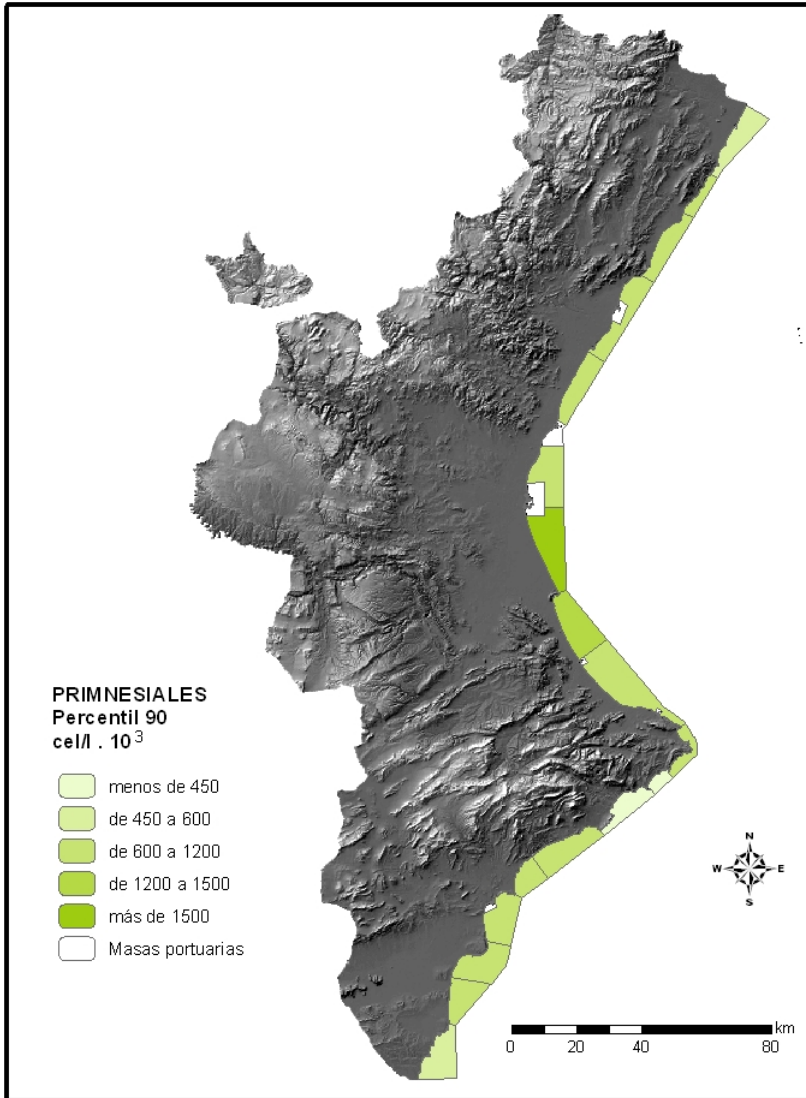 PRIMNESIALES
Percentil 90
cel/l . 10³
menos de 450
de 450 a 600
de 600 a 1200
de 1200 a 1500
más de 1500
Masas portuarias
N
W E
S
km
0 20 40 80